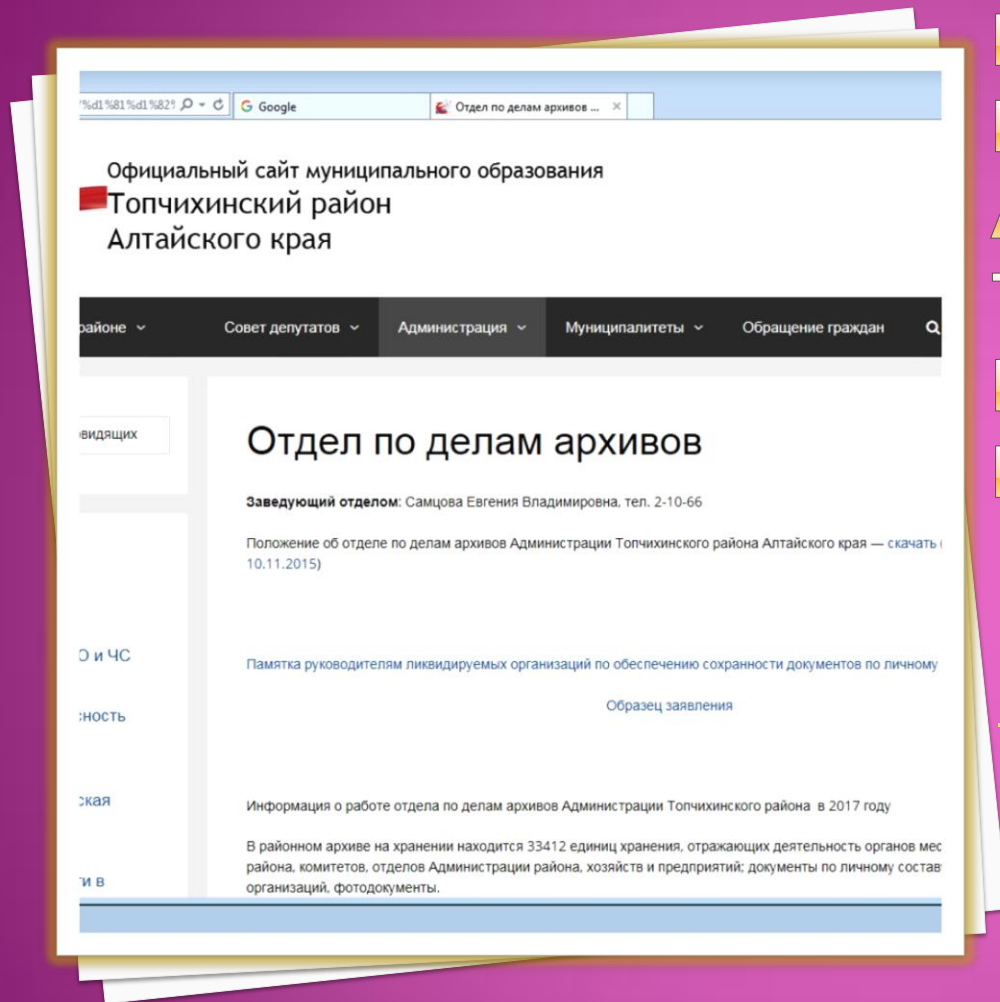 %d1%81%d1%82%
Google
Отдел по делам архивов ...
Официальный сайт муниципального образования
Топчихинский район
Алтайского края
районе
Совет депутатов
Администрация
Муниципалитеты
Обращение граждан
овидящих
Отдел по делам архивов
Заведующий отделом: Самцова Евгения Владимировна, тел. 2-10-66
Положение об отделе по делам архивов Администрации Топчихинского района Алтайского края — скачать (
10.11.2015)
О и ЧС
Памятка руководителям ликвидируемых организаций по обеспечению сохранности документов по личному
Образец заявления
ность
ская
Информация о работе отдела по делам архивов Администрации Топчихинского района в 2017 году
В районном архиве на хранении находится 33412 единиц хранения, отражающих деятельность органов мес
района, комитетов, отделов Администрации района, хозяйств и предприятий; документы по личному состав
ти в
организаций, фотодокументы.